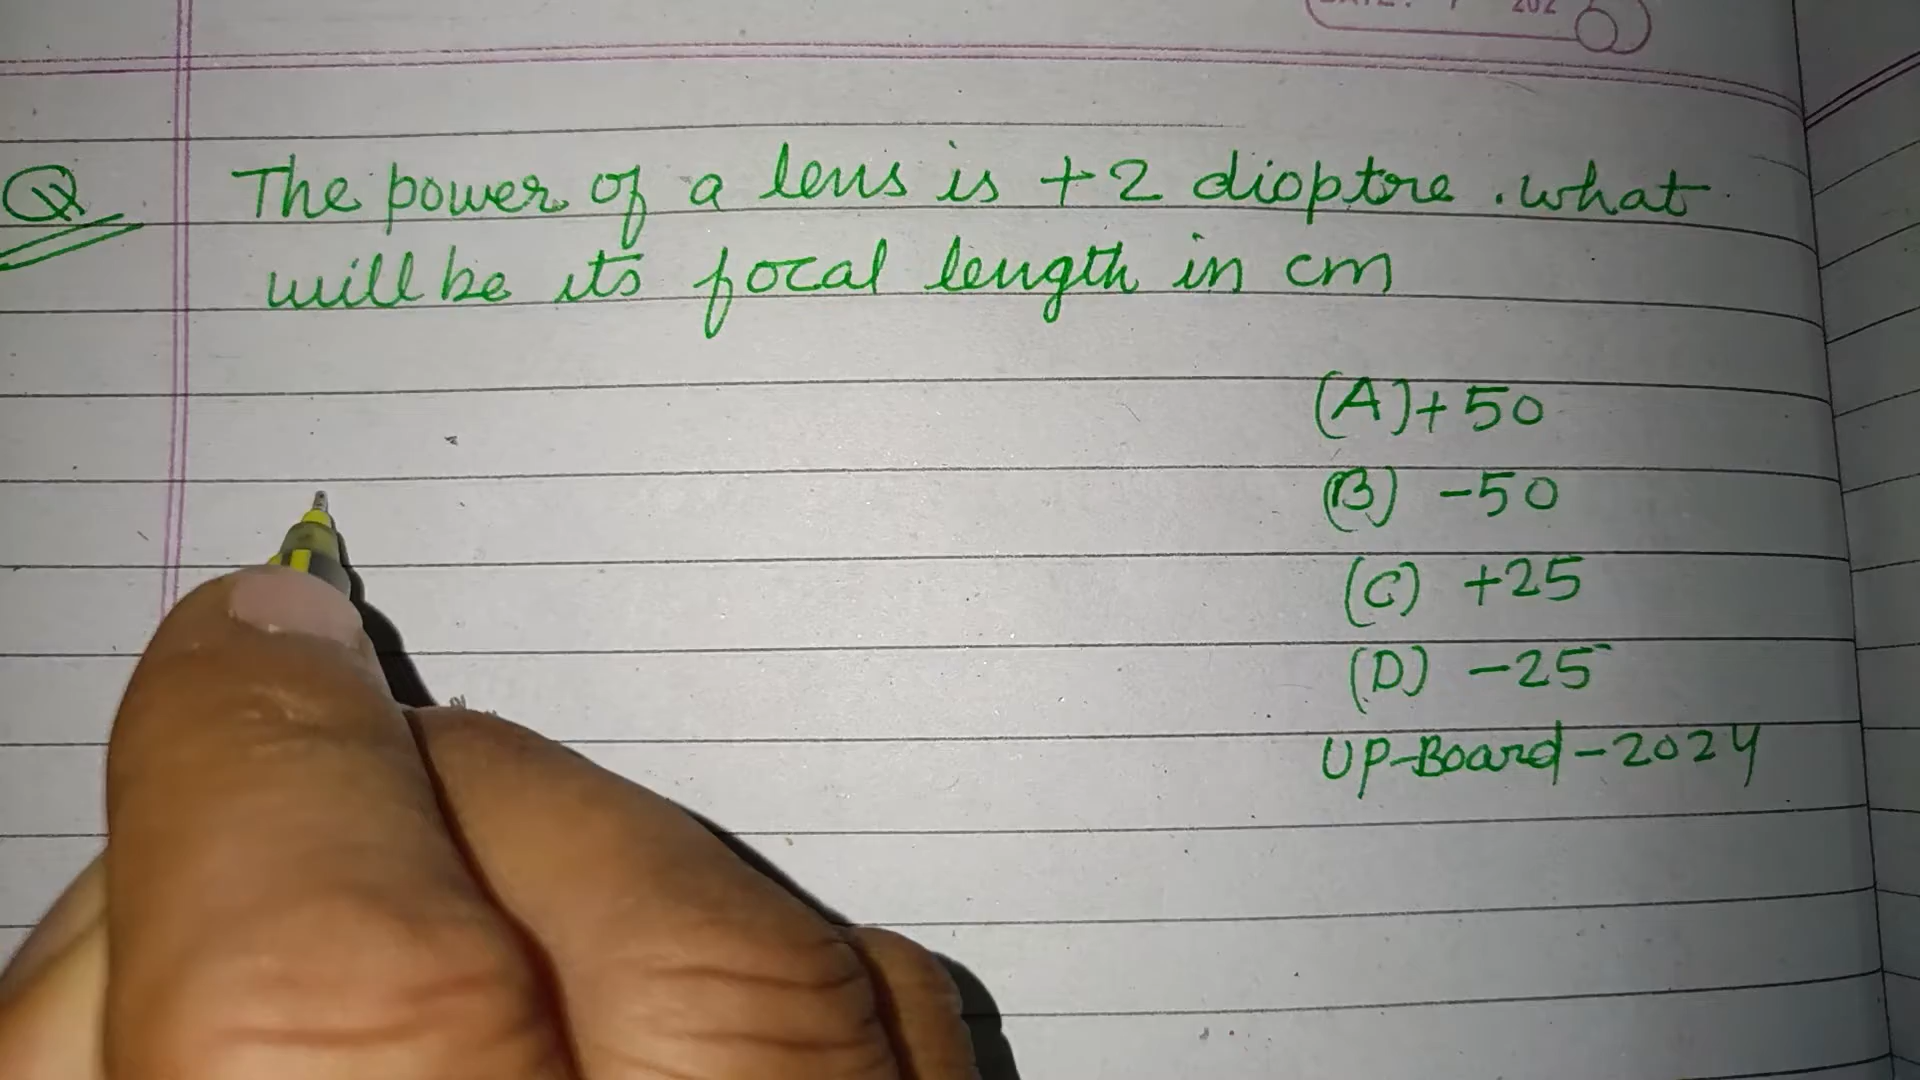 Q The power of a lens is +2 dioptre. what
will be its focal length in cm
(A) +50
(B) -50
(C) +25
(D) -25
UP-Board-2024